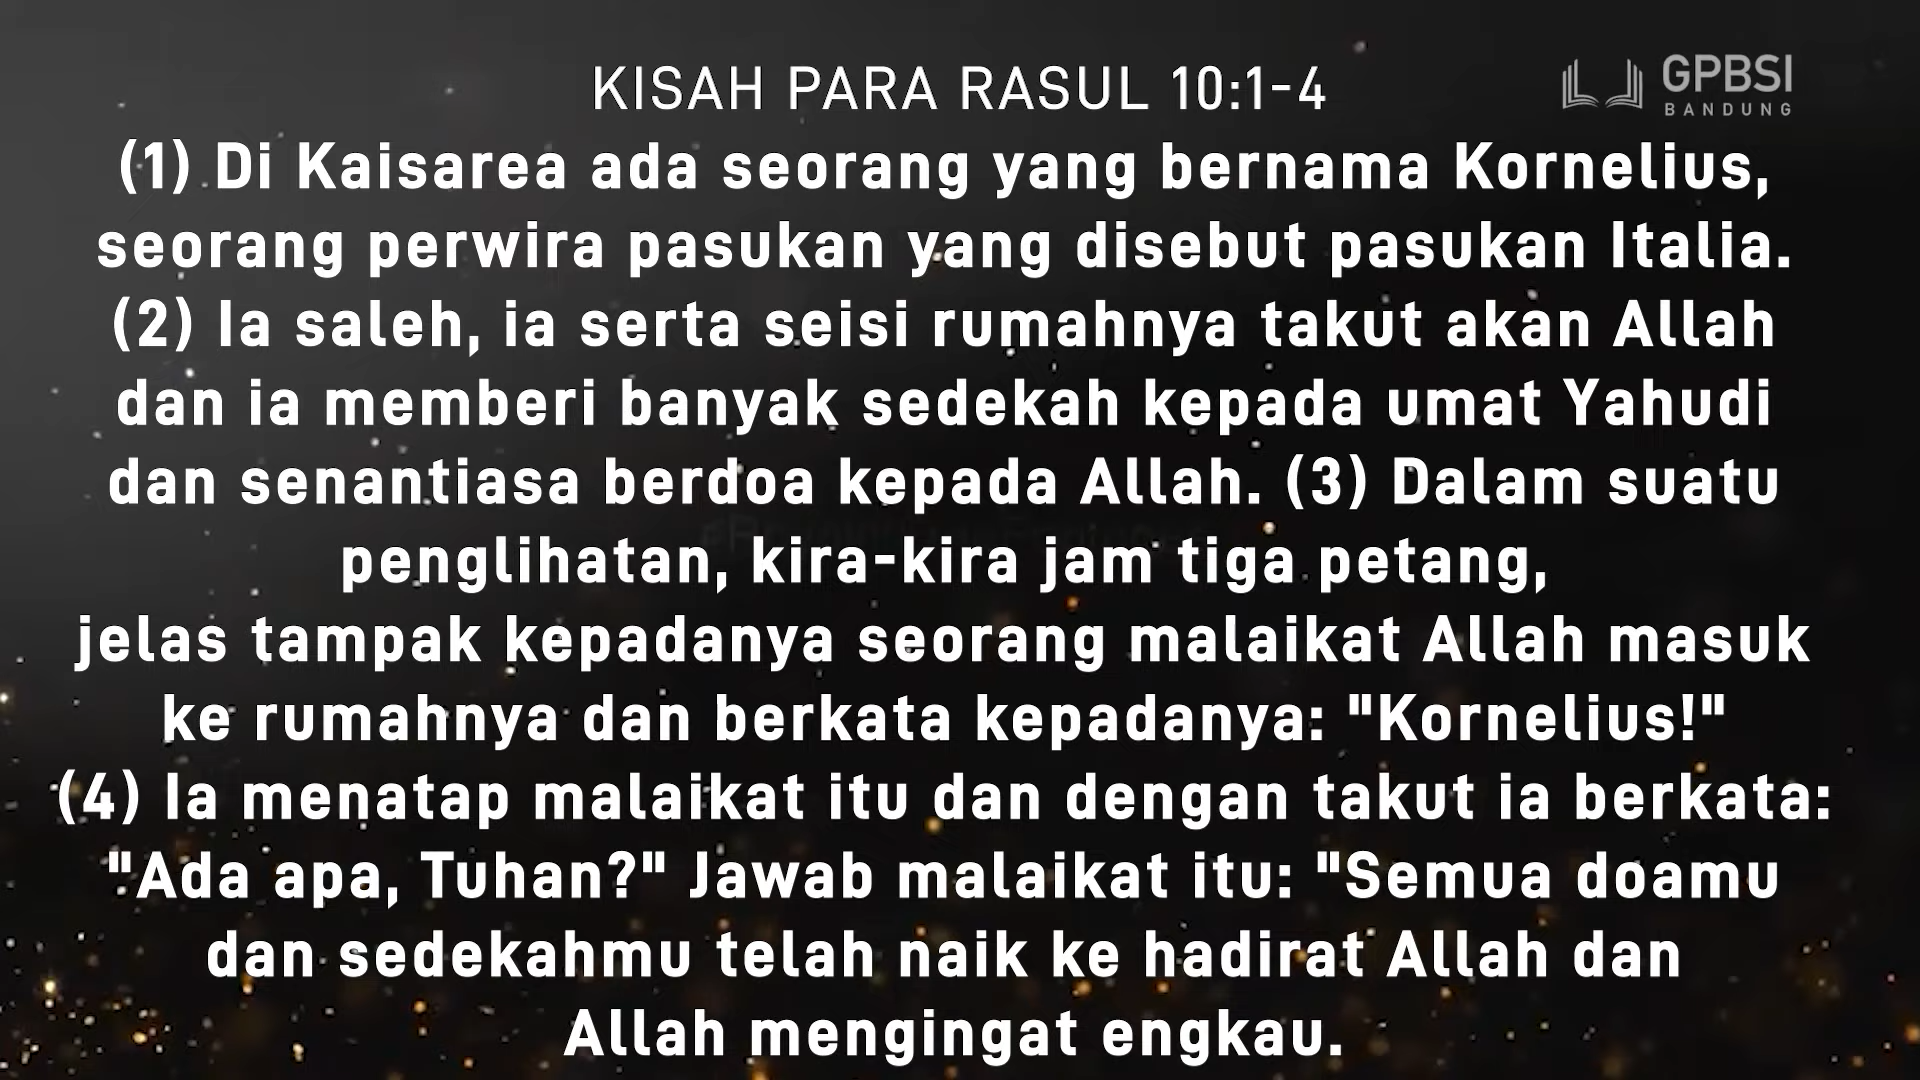 KISAH PARA RASUL 10:1-4
GPBSI
BANDUNG
(1) Di Kaisarea ada seorang yang bernama Kornelius,
seorang perwira pasukan yang disebut pasukan Italia.
(2) Ia saleh, ia serta seisi rumahnya takut akan Allah
dan ia memberi banyak sedekah kepada umat Yahudi
dan senantiasa berdoa kepada Allah. (3) Dalam suatu
penglihatan, kira-kira jam tiga petang,
jelas tampak kepadanya seorang malaikat Allah masuk
ke rumahnya dan berkata kepadanya: "Kornelius!"
(4) Ia menatap malaikat itu dan dengan takut ia berkata:
"Ada apa, Tuhan?" Jawab malaikat itu: "Semua doamu
dan sedekahmu telah naik ke hadirat Allah dan
Allah mengingat engkau.